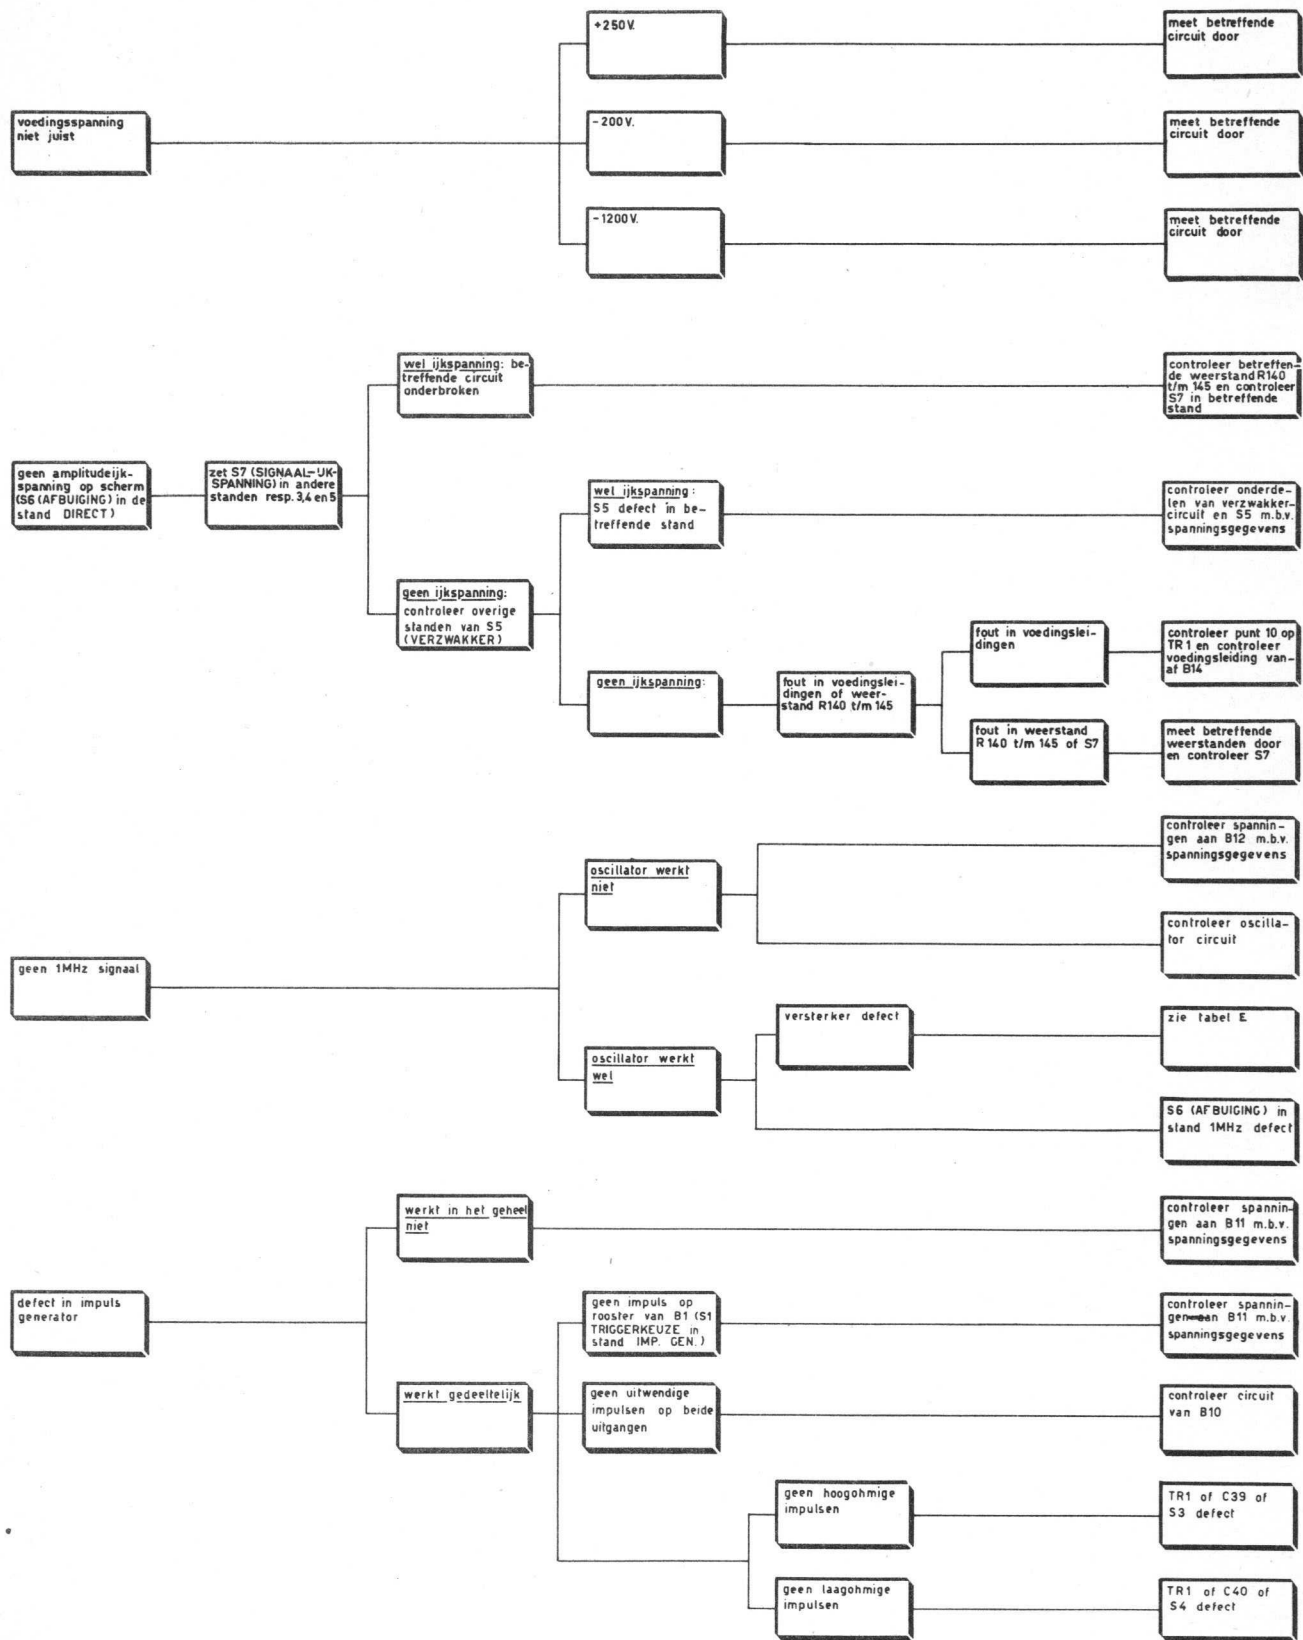 +250V.
meet betreffende
circuit door
voedingsspanning
niet juist
-200V.
meet betreffende
circuit door
-1200V.
meet betreffende
circuit door
geen amplitudeijk-
spanning op scherm
(S6 (AFBUIGING) in de
stand DIRECT)
zet S7 (SIGNAAL-IJK-
SPANNING) in andere
standen resp. 3,4 en 5
wel ijkspanning: be-
treffende circuit
onderbroken
controleer betreffen-
de weerstand R140
t/m 145 en controleer
S7 in betreffende
stand
geen ijkspanning:
controleer overige
standen van S5
(VERZWAKKER)
wel ijkspanning:
S5 defect in be-
treffende stand
controleer onderde-
len van verzwakker-
circuit en S5 m.b.v.
spanningsgegevens
geen ijkspanning:
fout in voedingslei-
dingen of weer-
stand R140 t/m 145
fout in voedingslei-
dingen
controleer punt 10 op
TR1 en controleer
voedingsleiding van-
af B14
fout in weerstand
R140 t/m 145 of S7
meet betreffende
weerstanden door
en controleer S7
geen 1MHz signaal
oscillator werkt
niet
controleer spannin-
gen aan B12 m.b.v.
spanningsgegevens
controleer oscilla-
tor circuit
oscillator werkt
wel
versterker defect
zie tabel E
S6 (AFBUIGING) in
stand 1MHz defect
defect in impuls
generator
werkt in het geheel
niet
controleer spannin-
gen aan B11 m.b.v.
spanningsgegevens
werkt gedeeltelijk
geen impuls op
rooster van B1 (S1
TRIGGERKEUZE in
stand IMP. GEN.)
controleer spannin-
gen aan B11 m.b.v.
spanningsgegevens
geen uitwendige
impulsen op beide
uitgangen
controleer circuit
van B10
geen hoogohmige
impulsen
TR1 of C39 of
S3 defect
geen laagohmige
impulsen
TR1 of C40 of
S4 defect